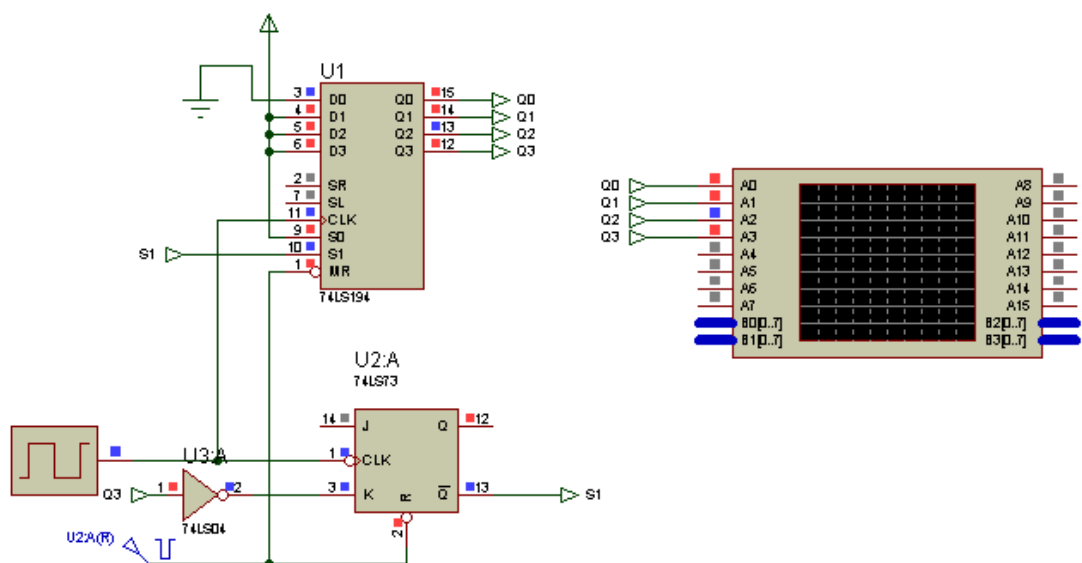 U1
3 D0 Q0 15 Q0
4 D1 Q1 14 Q1
5 D2 Q2 13 Q2
6 D3 Q3 12 Q3
2 SR
7 SL
11 CLK
9 S0
S1 10 S1
1 MR
74LS194
Q0 A0 A8
Q1 A1 A9
Q2 A2 A10
Q3 A3 A11
A4 A12
A5 A13
A6 A14
A7 A15
B0[0..7] B2[0..7]
B1[0..7] B3[0..7]
U2:A
74LS73
14 J Q 12
1 CLK
U3:A
Q3 1 2 3 K Q 13 S1
R
2
74LS04
U2:A(R)